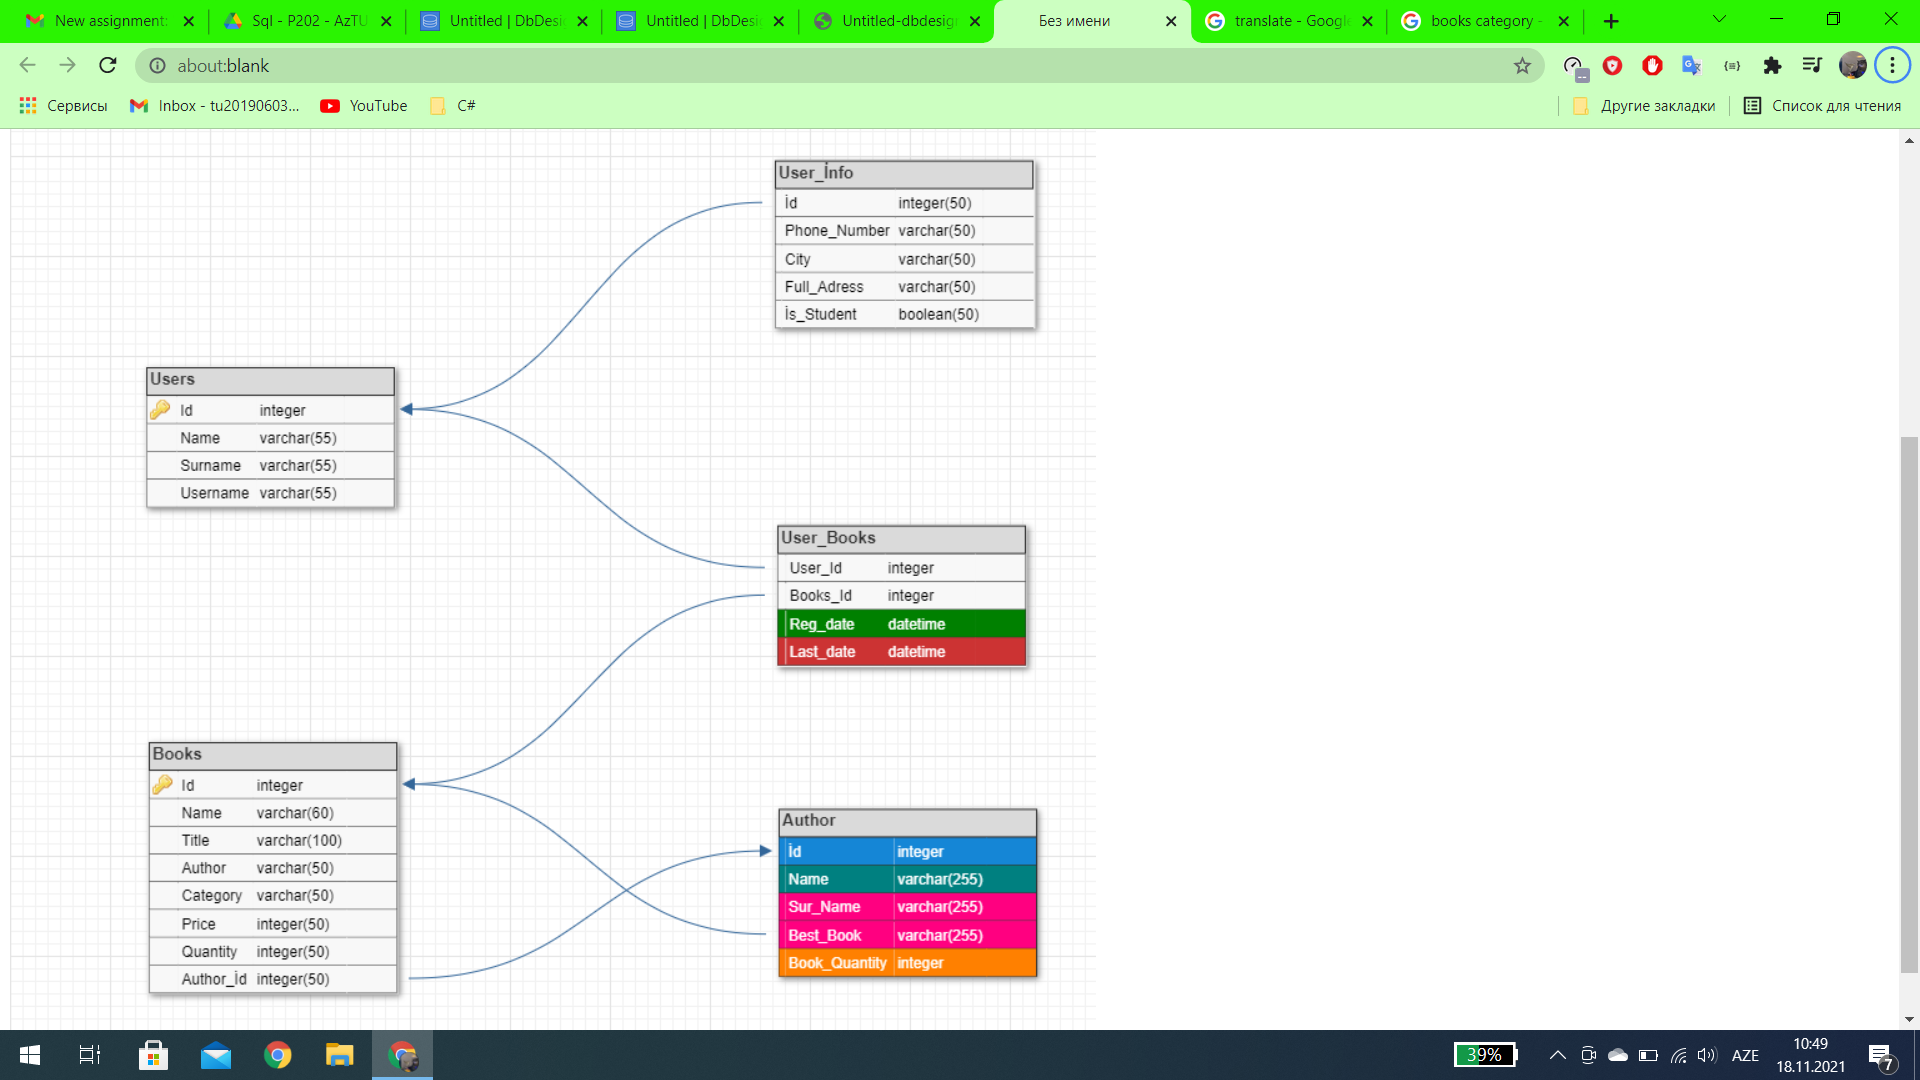 New assignment:
Sql - P202 - AzTU
Untitled | DbDesi
Untitled | DbDesi
Untitled-dbdesign
Без имени
translate - Google
books category -
about:blank
Сервисы
Inbox - tu20190603...
YouTube
C#
Другие закладки
Список для чтения
User_İnfo
İd integer(50)
Phone_Number varchar(50)
City varchar(50)
Full_Adress varchar(50)
İs_Student boolean(50)
Users
Id integer
Name varchar(55)
Surname varchar(55)
Username varchar(55)
User_Books
User_Id integer
Books_Id integer
Reg_date datetime
Last_date datetime
Books
Id integer
Name varchar(60)
Title varchar(100)
Author varchar(50)
Category varchar(50)
Price integer(50)
Quantity integer(50)
Author_İd integer(50)
Author
İd integer
Name varchar(255)
Sur_Name varchar(255)
Best_Book varchar(255)
Book_Quantity integer
39%
AZE
10:49
18.11.2021
7